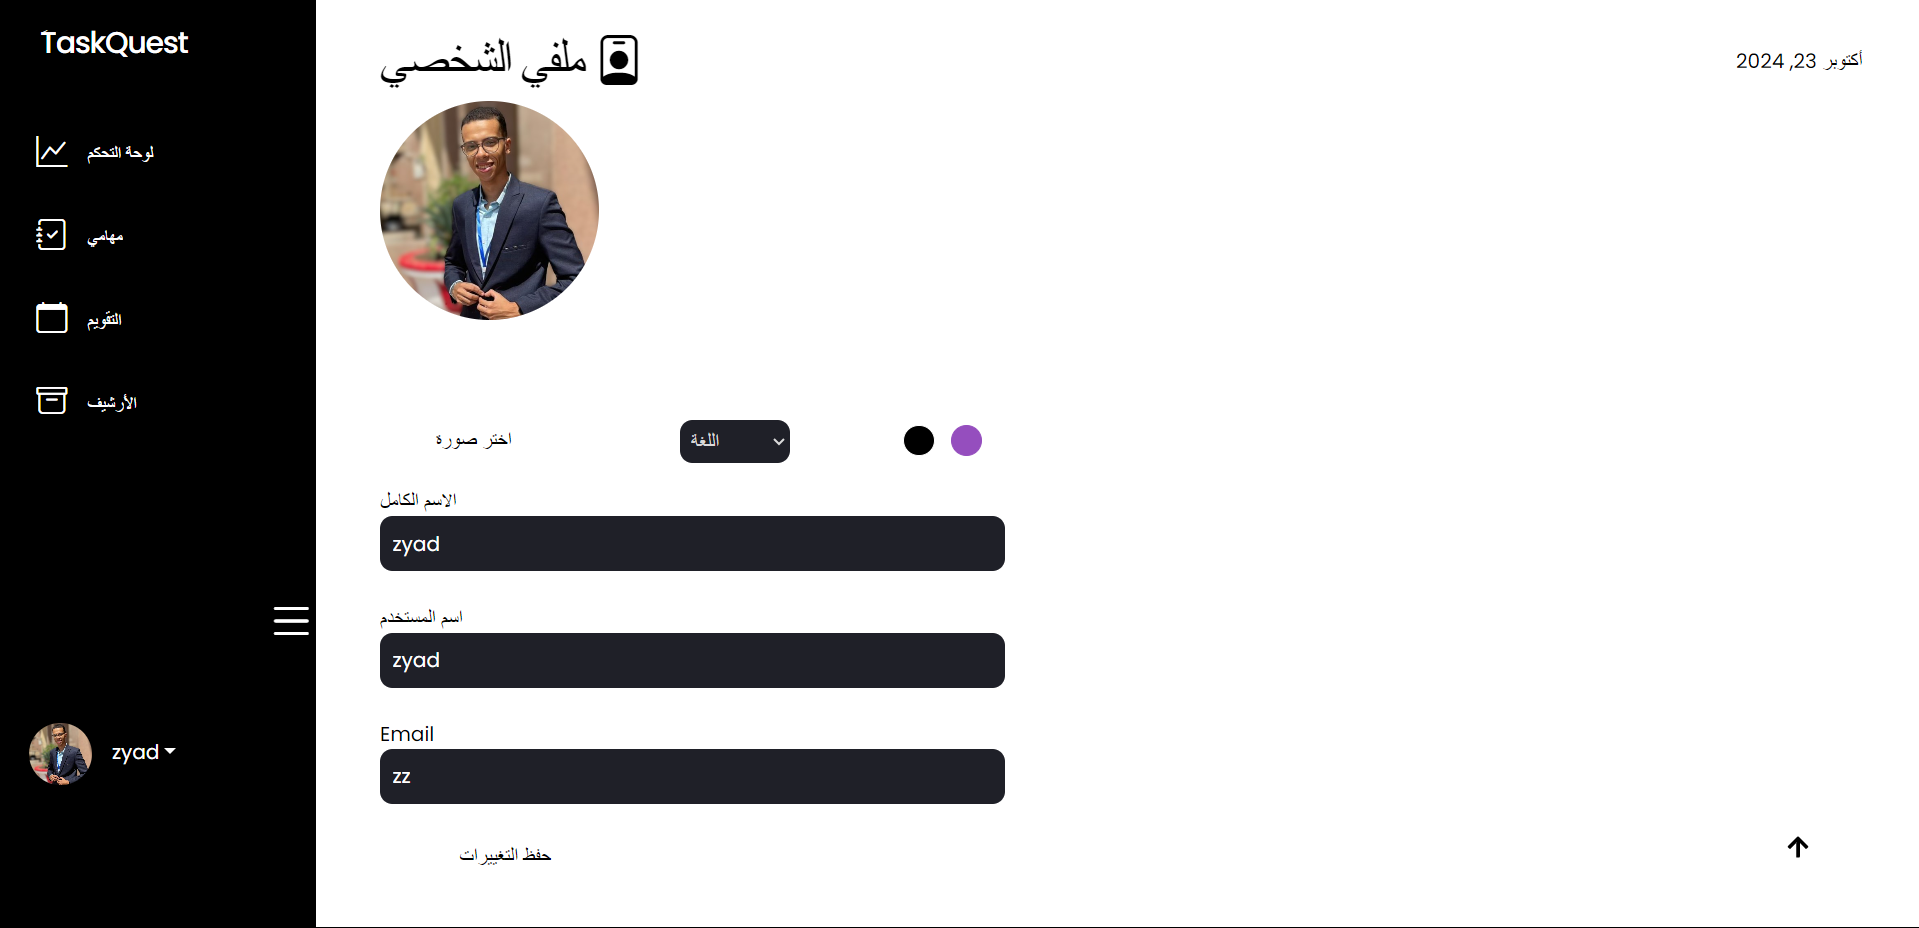 TaskQuest
لوحة التحكم
مهامي
التقويم
الأرشيف
zyad
ملفي الشخصي
أكتوبر 23, 2024
اختر صورة
اللغة
الاسم الكامل
zyad
اسم المستخدم
zyad
Email
zz
حفظ التغييرات